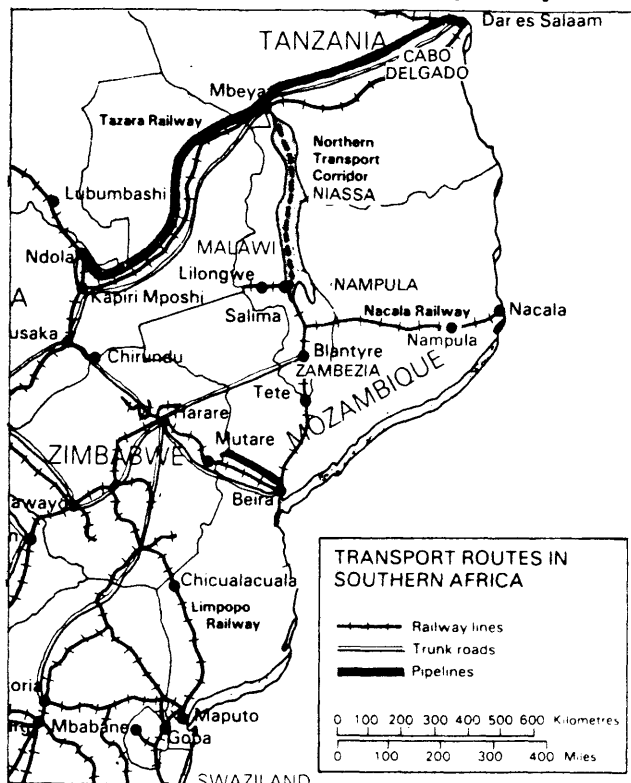 Dar es Salaam
TANZANIA
CABO
DELGADO
Mbeya
Tazara Railway
Northern
Transport
Corridor
NIASSA
Lubumbashi
Ndola
MALAWI
Lilongwe
NAMPULA
A
Kapiri Mposhi
Salima
Nacala Railway
Nacala
usaka
Nampula
Chirundu
Blantyre
ZAMBEZIA
Tete
MOZAMBIQUE
Harare
Mutare
ZIMBABWE
Beira
awayo
n
TRANSPORT ROUTES IN
SOUTHERN AFRICA
Chicualacuala
Limpopo
Railway
Railway lines
Trunk roads
Pipelines
oria
Maputo
0 100 200 300 400 500 600 Kilometres
rg
Mbabane
Goba
0 100 200 300 400 Miles
SWAZILAND